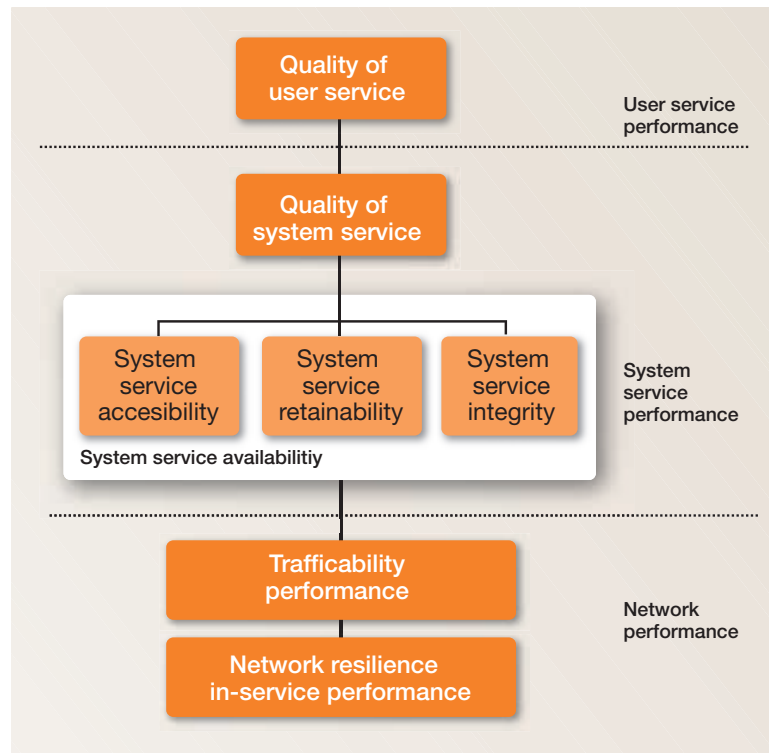 Quality of
user service
User service
performance
Quality of
system service
System
service
accesibility
System
service
retainability
System
service
integrity
System service availabilitiy
System
service
performance
Trafficability
performance
Network resilience
in-service performance
Network
performance